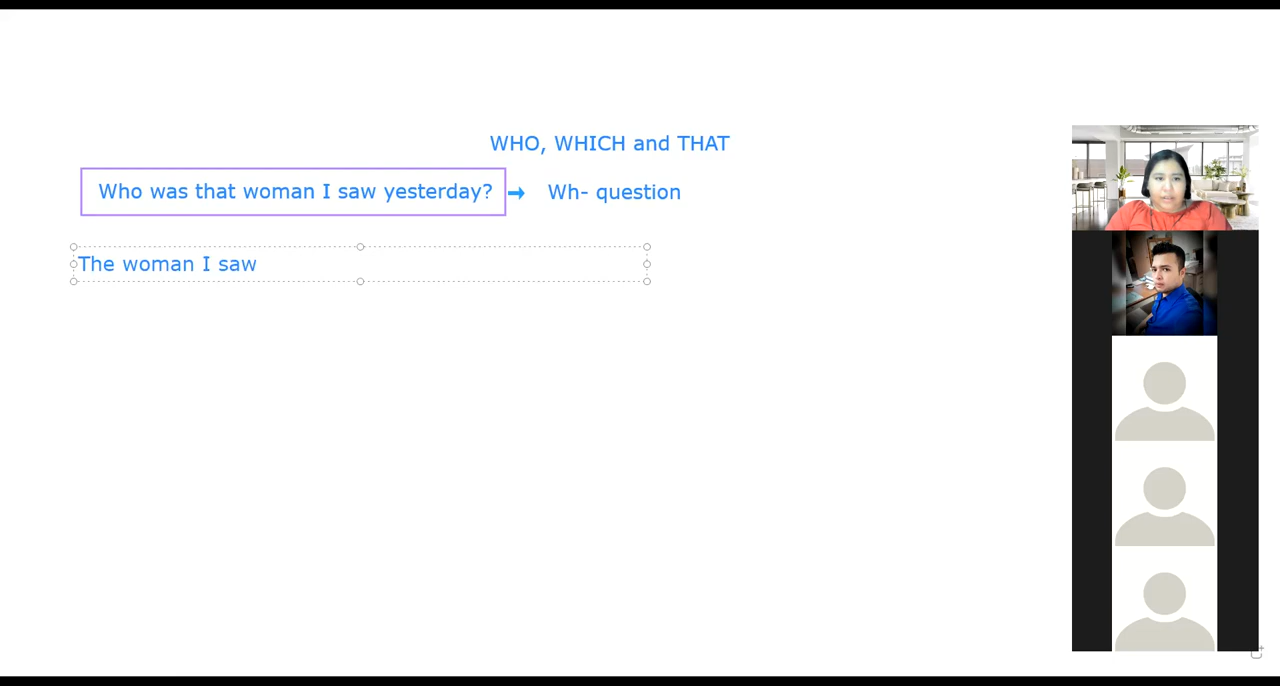 WHO, WHICH and THAT
Who was that woman I saw yesterday? → Wh- question
The woman I saw